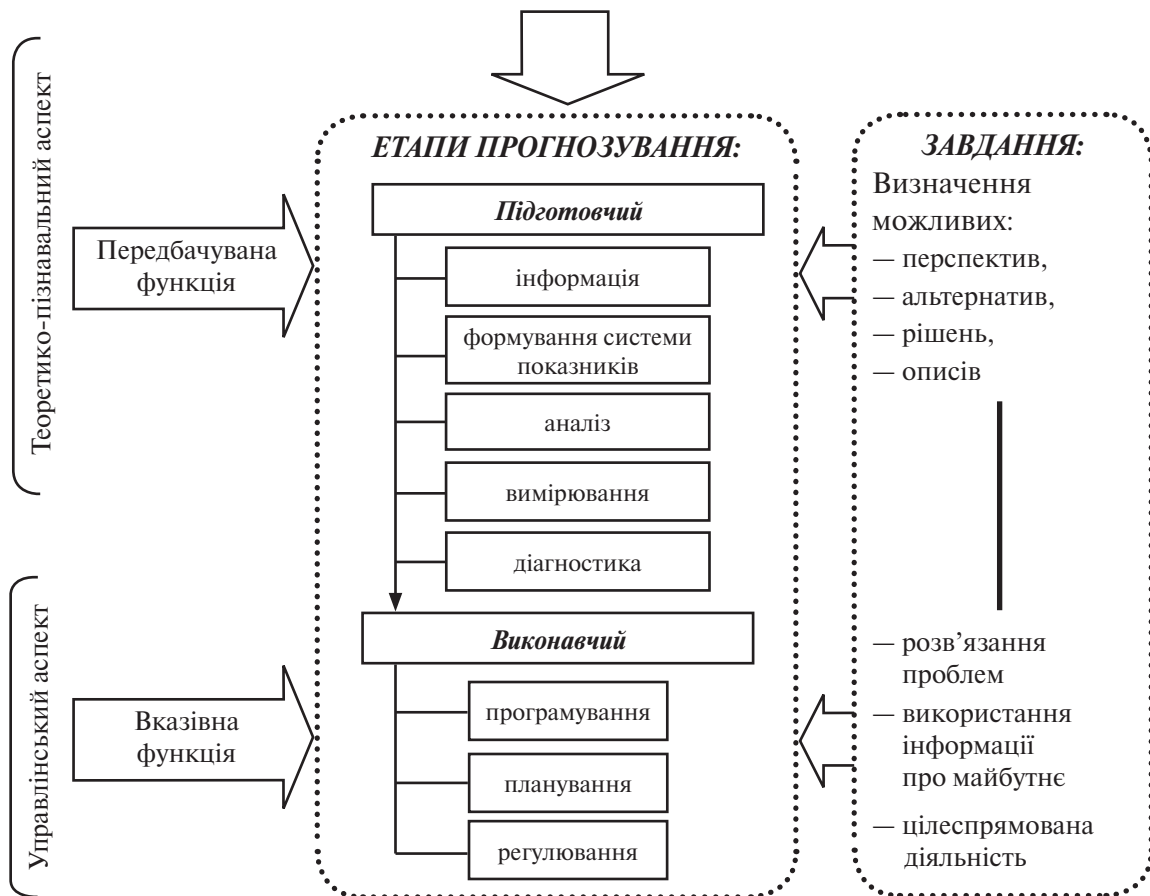 Теоретико-пізнавальний аспект
Передбачувана
функція
ЕТАПИ ПРОГНОЗУВАННЯ:
Підготовчий
інформація
формування системи
показників
аналіз
вимірювання
діагностика
ЗАВДАННЯ:
Визначення
можливих:
— перспектив,
— альтернатив,
— рішень,
— описів
Управлінський аспект
Вказівна
функція
Виконавчий
програмування
планування
регулювання
— розв’язання
проблем
— використання
інформації
про майбутнє
— цілеспрямована
діяльність